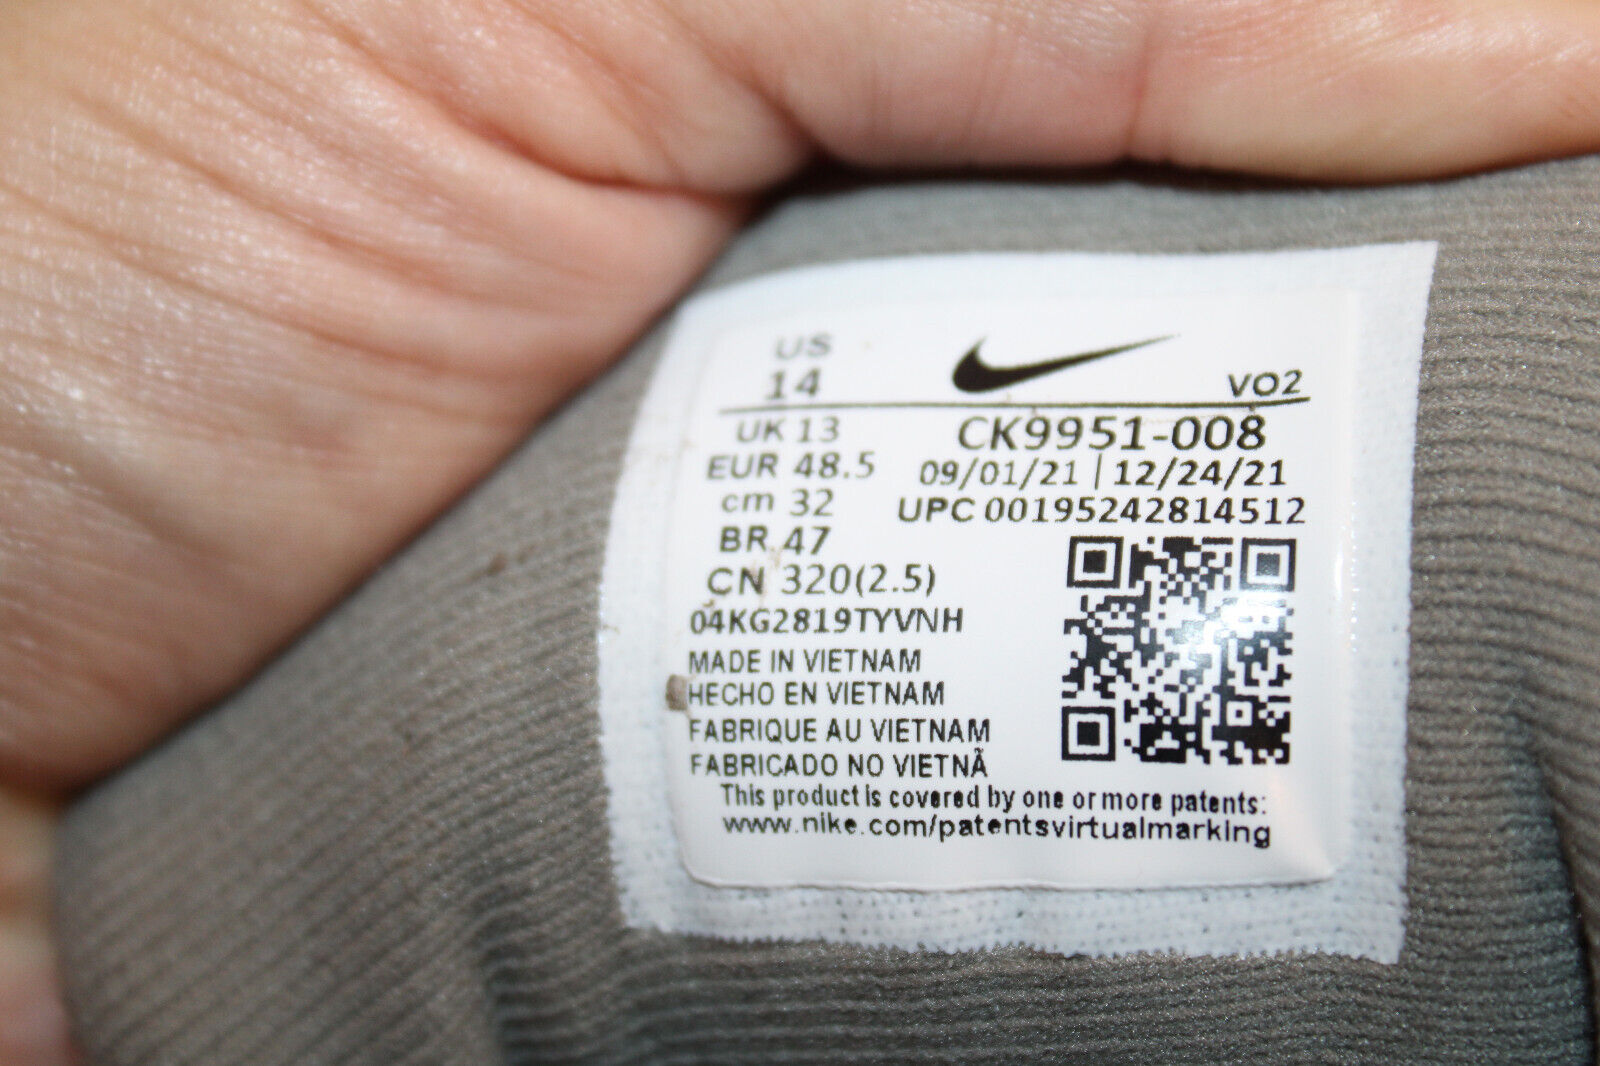 US
14
VO2
UK 13
CK9951-008
EUR 48.5
09/01/21 | 12/24/21
cm 32
UPC 00195242814512
BR 47
CN 320(2.5)
04KG2819TYVNH
MADE IN VIETNAM
HECHO EN VIETNAM
FABRIQUE AU VIETNAM
FABRICADO NO VIETNÃ
This product is covered by one or more patents:
www.nike.com/patentsvirtualmarking